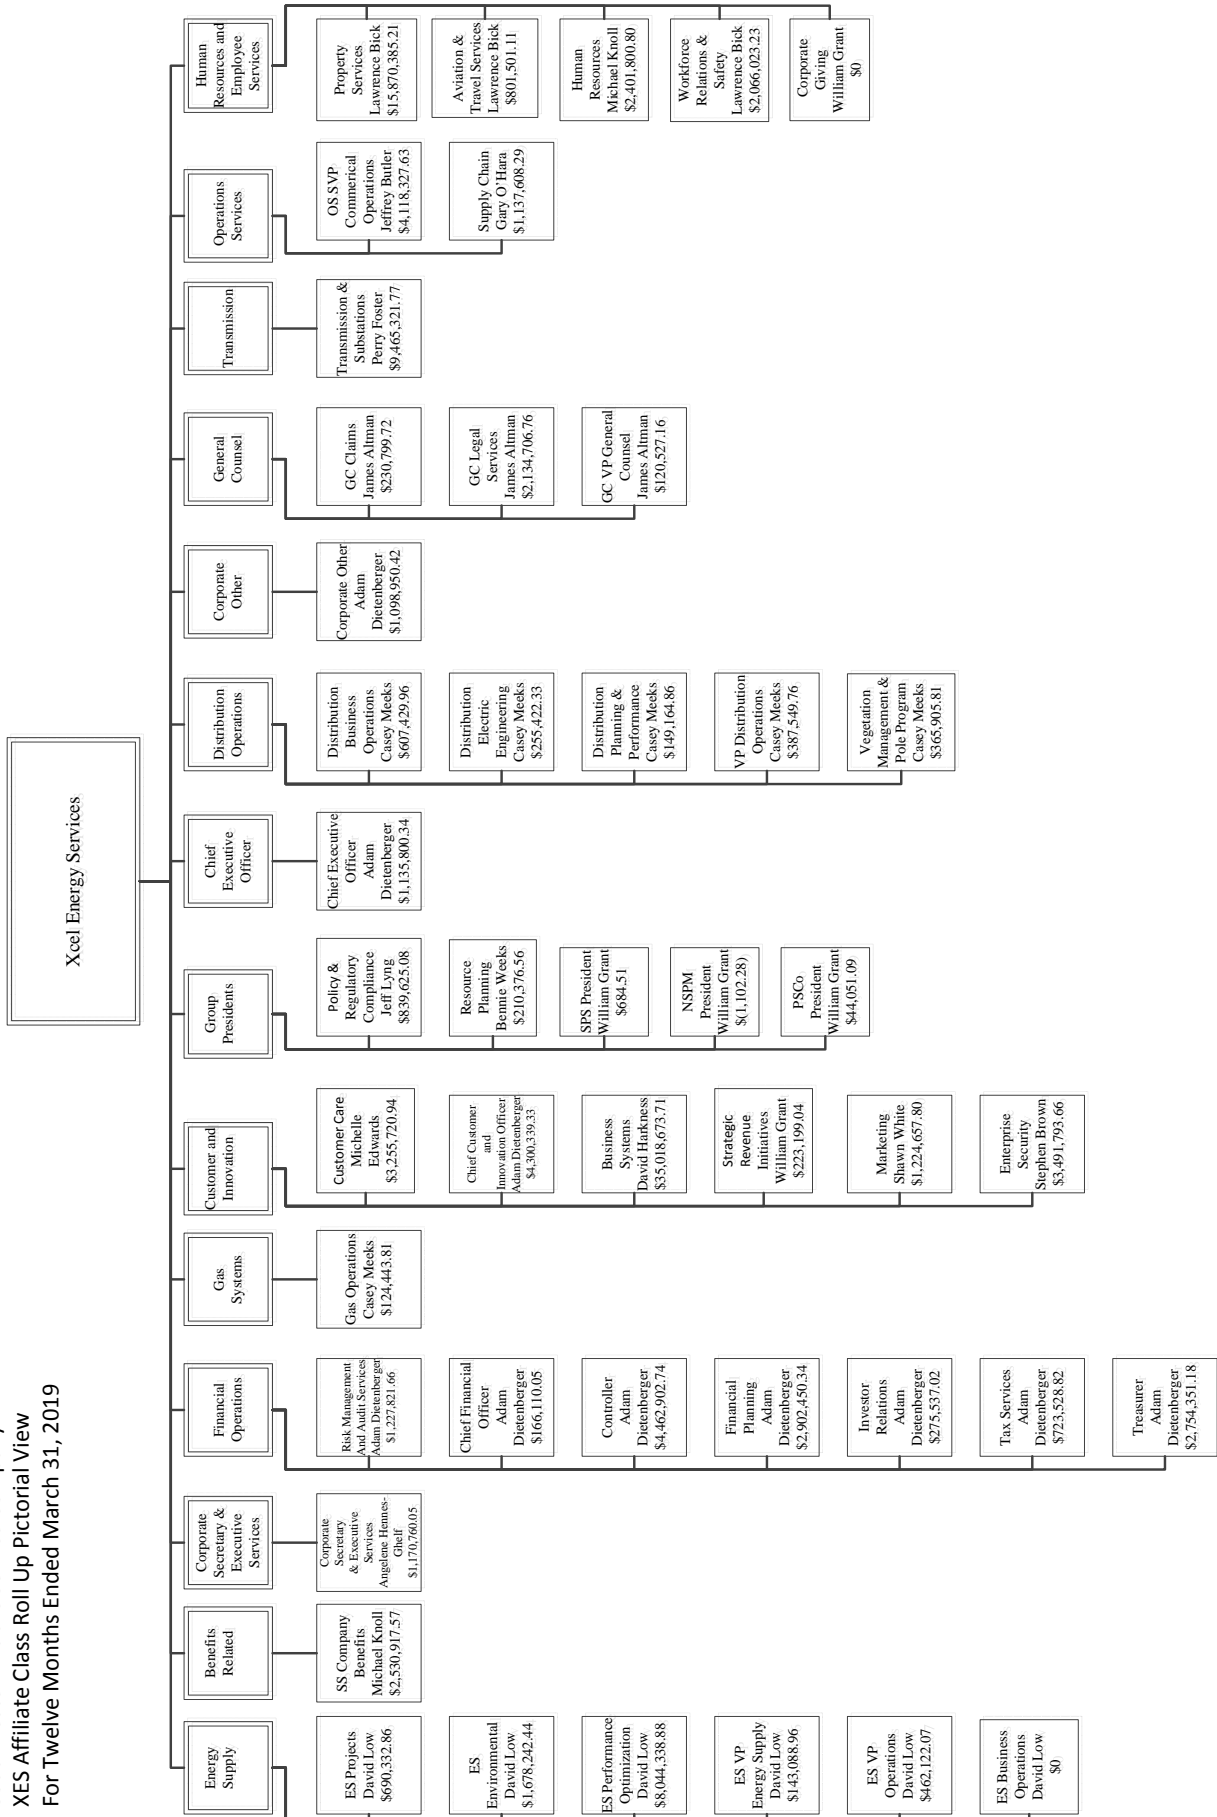 XES Affiliate Class Roll Up Pictorial View
For Twelve Months Ended March 31, 2019
Xcel Energy Services
Energy
Supply
ES Projects
David Low
$690,332.86
ES
Environmental
David Low
$1,678,242.44
ES Performance
Optimization
David Low
$8,044,338.88
ES VP
Energy Supply
David Low
$143,088.96
ES VP
Operations
David Low
$462,122.07
ES Business
Operations
David Low
$0
Benefits
Related
SS Company
Benefits
Michael Knoll
$2,530,917.57
Corporate
Secretary &
Executive
Services
Corporate
Secretary
& Executive
Services
Angelene Hennes-
Ghelf
$1,170,760.05
Financial
Operations
Risk Management
And Audit Services
Adam Dietenberger
$1,227,821.66
Chief Financial
Officer
Adam
Dietenberger
$166,110.05
Controller
Adam
Dietenberger
$4,462,902.74
Financial
Planning
Adam
Dietenberger
$2,902,450.34
Investor
Relations
Adam
Dietenberger
$275,537.02
Tax Services
Adam
Dietenberger
$723,528.82
Treasurer
Adam
Dietenberger
$2,754,351.18
Gas
Systems
Gas Operations
Casey Meeks
$124,443.81
Customer and
Innovation
Customer Care
Michelle
Edwards
$3,255,720.94
Chief Customer
and
Innovation Officer
Adam Dietenberger
$4,300,339.33
Business
Systems
David Harkness
$35,018,673.71
Strategic
Revenue
Initiatives
William Grant
$223,199.04
Marketing
Shawn White
$1,224,657.80
Enterprise
Security
Stephen Brown
$3,491,793.66
Group
Presidents
Policy &
Regulatory
Compliance
Jeff Lyng
$839,625.08
Resource
Planning
Bennie Weeks
$210,376.56
SPS President
William Grant
$684.51
NSPM
President
William Grant
$(1,102.28)
PSCo
President
William Grant
$44,051.09
Chief
Executive
Officer
Chief Executive
Officer
Adam
Dietenberger
$1,135,800.34
Distribution
Operations
Distribution
Business
Operations
Casey Meeks
$607,429.96
Distribution
Electric
Engineering
Casey Meeks
$255,422.33
Distribution
Planning &
Performance
Casey Meeks
$149,164.86
VP Distribution
Operations
Casey Meeks
$387,549.76
Vegetation
Management &
Pole Program
Casey Meeks
$365,905.81
Corporate
Other
Corporate Other
Adam
Dietenberger
$1,098,950.42
General
Counsel
GC Claims
James Altman
$230,799.72
GC Legal
Services
James Altman
$2,134,706.76
GC VP General
Counsel
James Altman
$120,527.16
Transmission
Transmission &
Substations
Perry Foster
$9,465,321.77
Operations
Services
OS SVP
Commerical
Operations
Jeffrey Butler
$4,118,327.63
Supply Chain
Gary O'Hara
$1,137,608.29
Human
Resources and
Employee
Services
Property
Services
Lawrence Bick
$15,870,385.21
Aviation &
Travel Services
Lawrence Bick
$801,501.11
Human
Resources
Michael Knoll
$2,401,800.80
Workforce
Relations &
Safety
Lawrence Bick
$2,066,023.23
Corporate
Giving
William Grant
$0